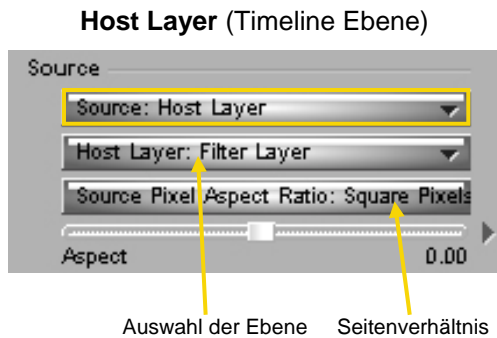 Host Layer (Timeline Ebene)
Source
Source: Host Layer
Host Layer: Filter Layer
Source Pixel Aspect Ratio: Square Pixels
Aspect 0.00
Auswahl der Ebene Seitenverhältnis